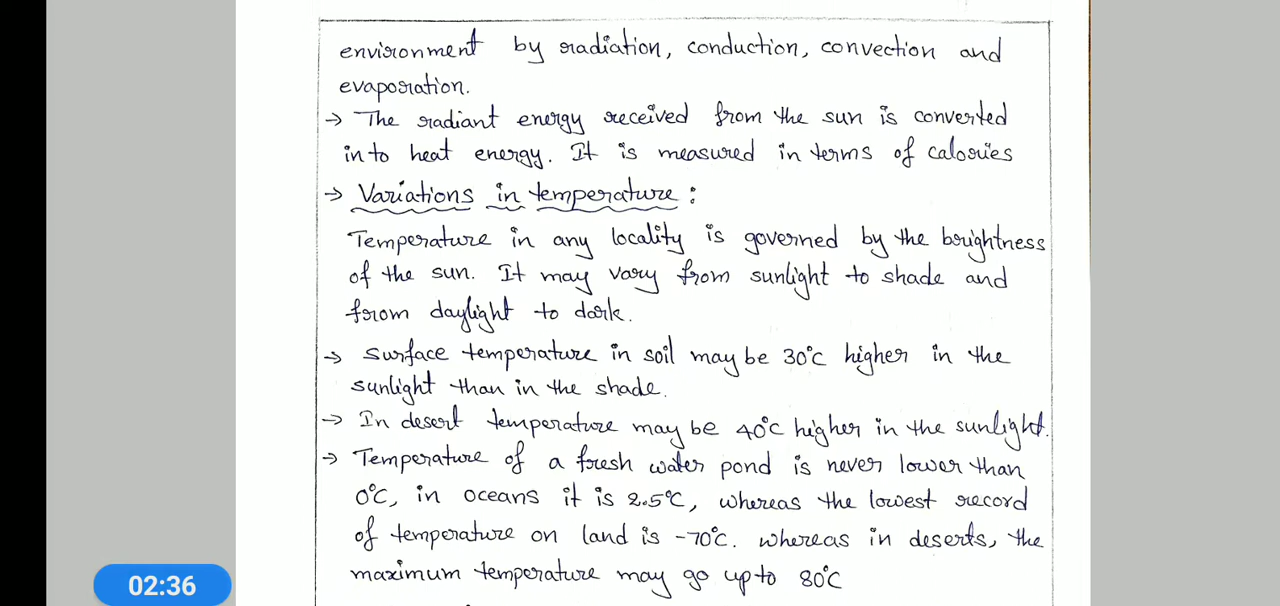 environment by radiation, conduction, convection and
evaporation.
→ The radiant energy received from the sun is converted
into heat energy. It is measured in terms of calories
→ Variations in temperature :
Temperature in any locality is governed by the brightness
of the sun. It may vary from sunlight to shade and
from daylight to dark.
→ surface temperature in soil may be 30°C higher in the
sunlight than in the shade.
→ In desert temperature may be 40°C higher in the sunlight.
→ Temperature of a fresh water pond is never lower than
0°C, in oceans it is 2.5°C, whereas the lowest record
of temperature on land is -70°C. whereas in deserts, the
maximum temperature may go upto 80°C
02:36